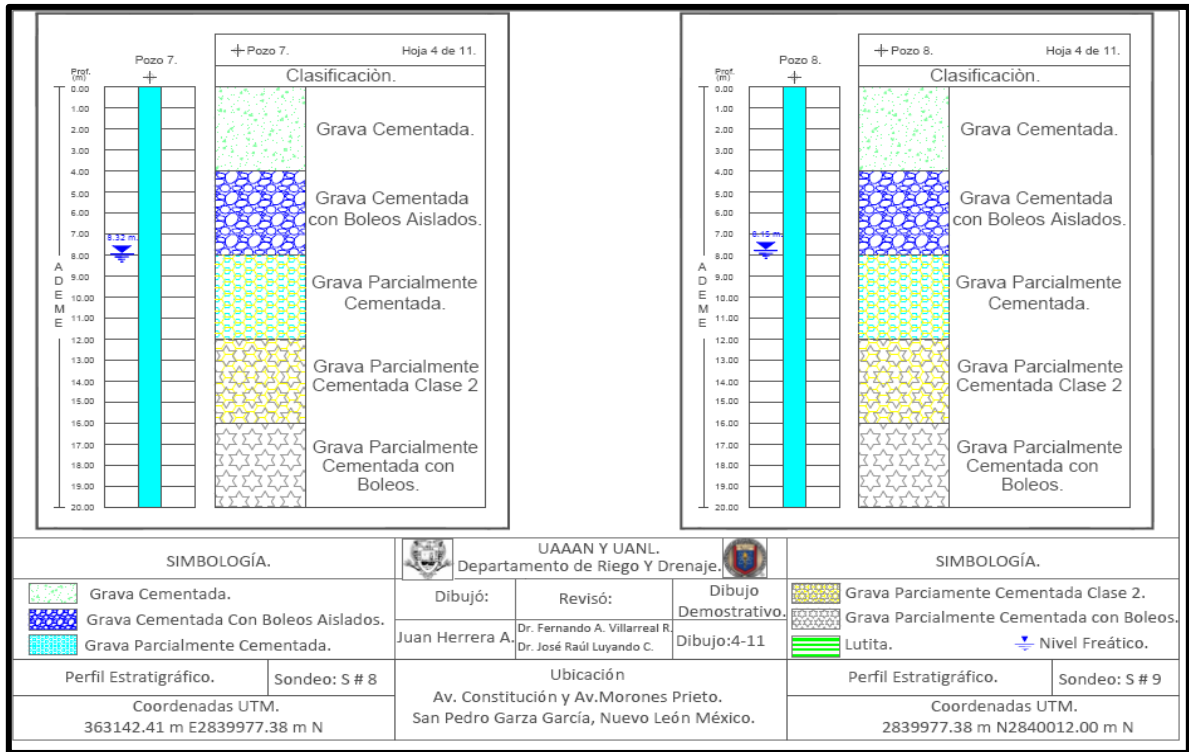 Pozo 7.
Prof.
(m)
0.00
1.00
2.00
3.00
4.00
5.00
6.00
7.00
8.00
9.00
10.00
11.00
12.00
13.00
14.00
15.00
16.00
17.00
18.00
19.00
20.00
ADEME
8.32 m.
Pozo 7. Hoja 4 de 11.
Clasificaciòn.
Grava Cementada.
Grava Cementada
con Boleos Aislados.
Grava Parcialmente
Cementada.
Grava Parcialmente
Cementada Clase 2
Grava Parcialmente
Cementada con
Boleos.
Pozo 8.
Prof.
(m)
0.00
1.00
2.00
3.00
4.00
5.00
6.00
7.00
8.00
9.00
10.00
11.00
12.00
13.00
14.00
15.00
16.00
17.00
18.00
19.00
20.00
ADEME
8.15 m.
Pozo 8. Hoja 4 de 11.
Clasificaciòn.
Grava Cementada.
Grava Cementada
con Boleos Aislados.
Grava Parcialmente
Cementada.
Grava Parcialmente
Cementada Clase 2
Grava Parcialmente
Cementada con
Boleos.
SIMBOLOGÍA.
Grava Cementada.
Grava Cementada Con Boleos Aislados.
Grava Parcialmente Cementada.
Perfil Estratigráfico. Sondeo: S # 8
Coordenadas UTM.
363142.41 m E2839977.38 m N
UAAAN Y UANL.
Departamento de Riego Y Drenaje.
Dibujó:
Juan Herrera A.
Revisó:
Dr. Fernando A. Villarreal R.
Dr. José Raúl Luyando C.
Dibujo
Demostrativo.
Dibujo:4-11
Ubicación
Av. Constitución y Av.Morones Prieto.
San Pedro Garza García, Nuevo León México.
SIMBOLOGÍA.
Grava Parciamente Cementada Clase 2.
Grava Parcialmente Cementada con Boleos.
Lutita. Nivel Freático.
Perfil Estratigráfico. Sondeo: S # 9
Coordenadas UTM.
2839977.38 m N2840012.00 m N